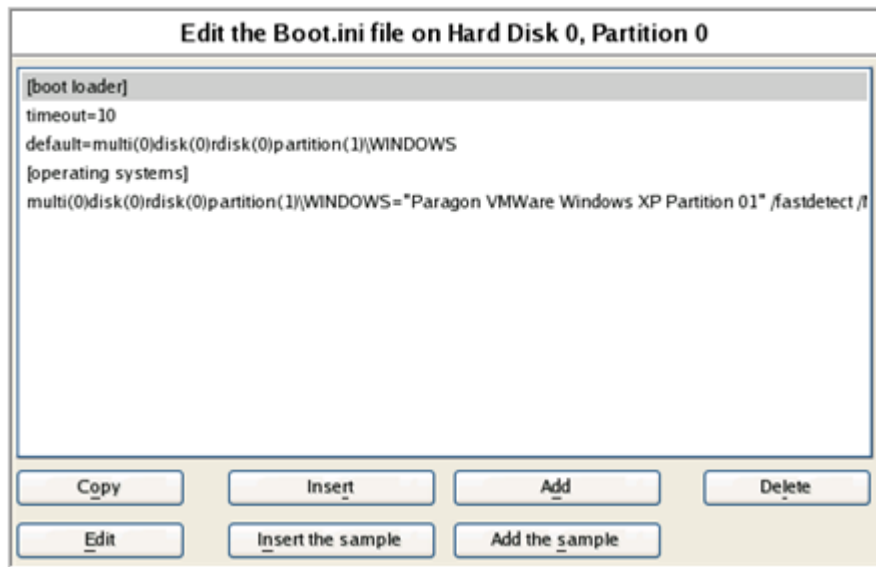 Edit the Boot.ini file on Hard Disk 0, Partition 0
[boot loader]
timeout=10
default=multi(0)disk(0)rdisk(0)partition(1)\WINDOWS
[operating systems]
multi(0)disk(0)rdisk(0)partition(1)\WINDOWS="Paragon VMWare Windows XP Partition 01" /fastdetect
Copy Insert Add Delete
Edit Insert the sample Add the sample